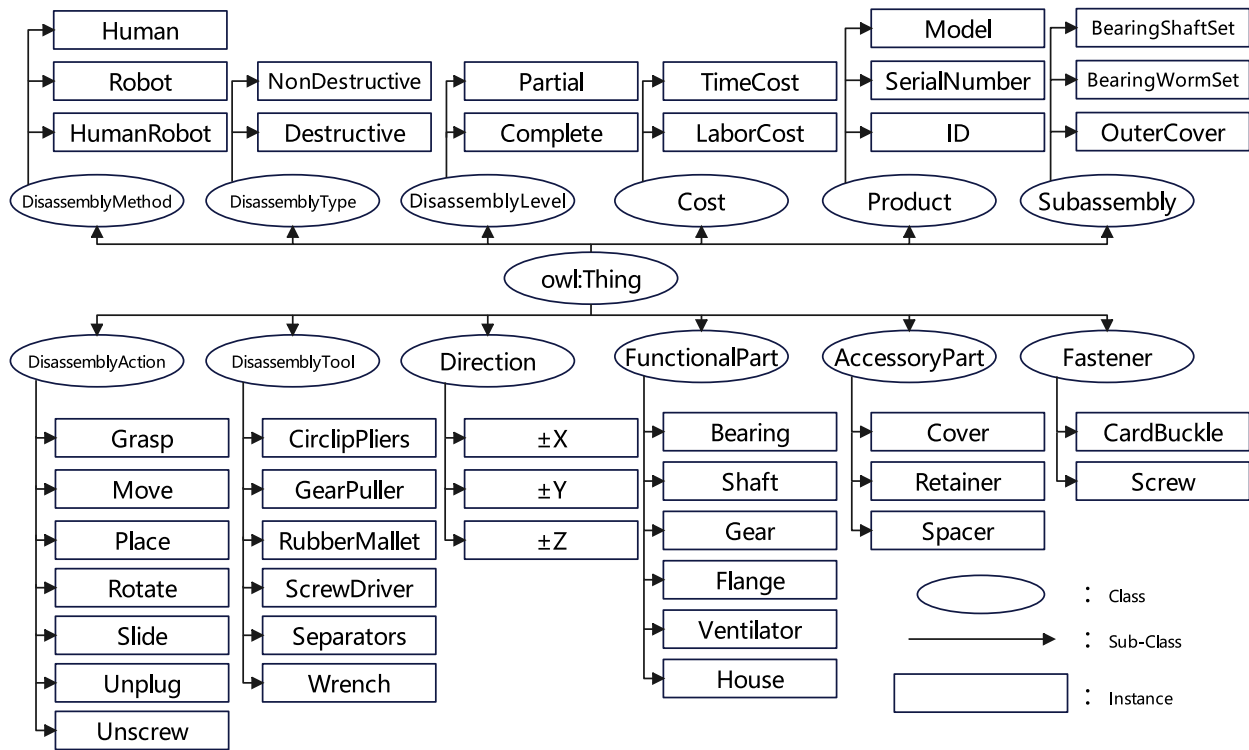 Human
Robot
HumanRobot
DisassemblyMethod
NonDestructive
Destructive
DisassemblyType
Partial
Complete
DisassemblyLevel
TimeCost
LaborCost
Cost
Model
SerialNumber
ID
Product
BearingShaftSet
BearingWormSet
OuterCover
Subassembly
owl:Thing
DisassemblyAction
Grasp
Move
Place
Rotate
Slide
Unplug
Unscrew
DisassemblyTool
CirclipPliers
GearPuller
RubberMallet
ScrewDriver
Separators
Wrench
Direction
±X
±Y
±Z
FunctionalPart
Bearing
Shaft
Gear
Flange
Ventilator
House
AccessoryPart
Cover
Retainer
Spacer
Fastener
CardBuckle
Screw
: Class
: Sub-Class
: Instance